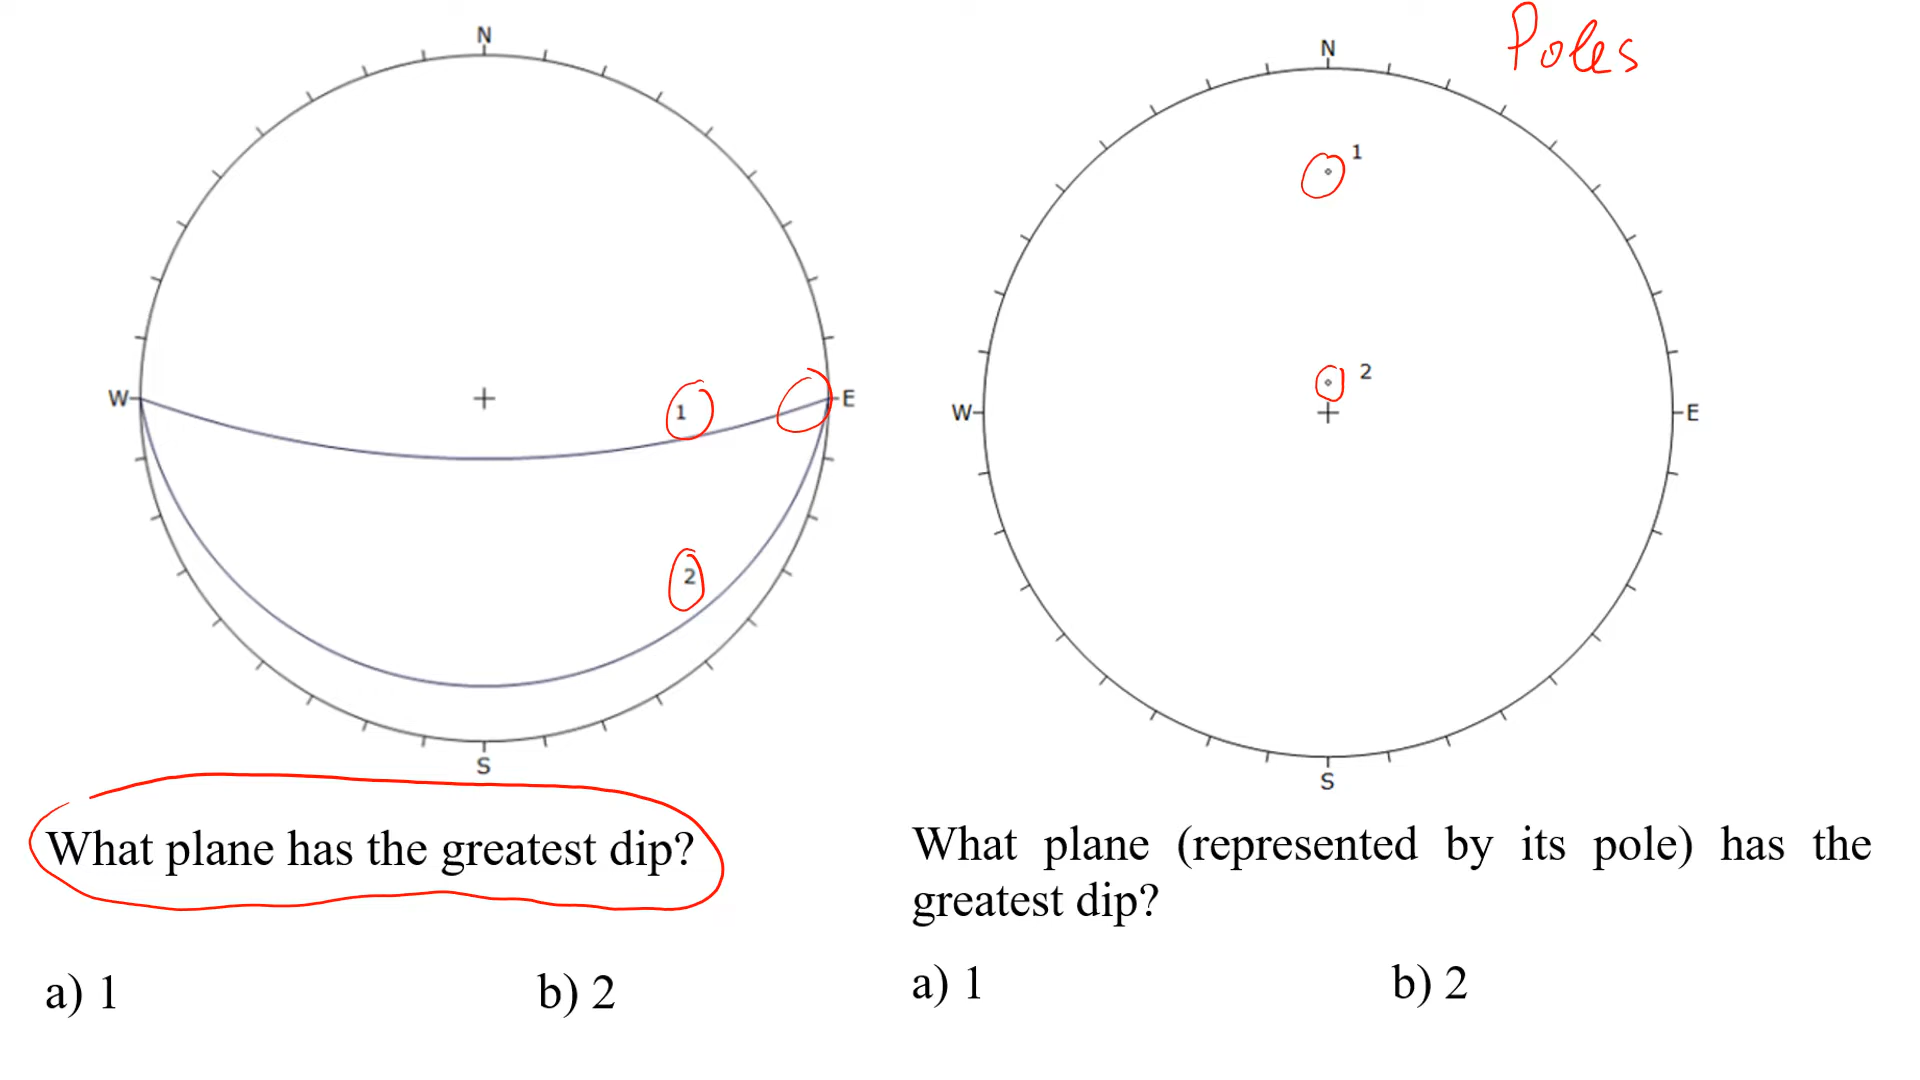 N
W
E
1
2
S
What plane has the greatest dip?
a) 1
b) 2
Poles
N
1
2
W
E
S
What plane (represented by its pole) has the
greatest dip?
a) 1
b) 2